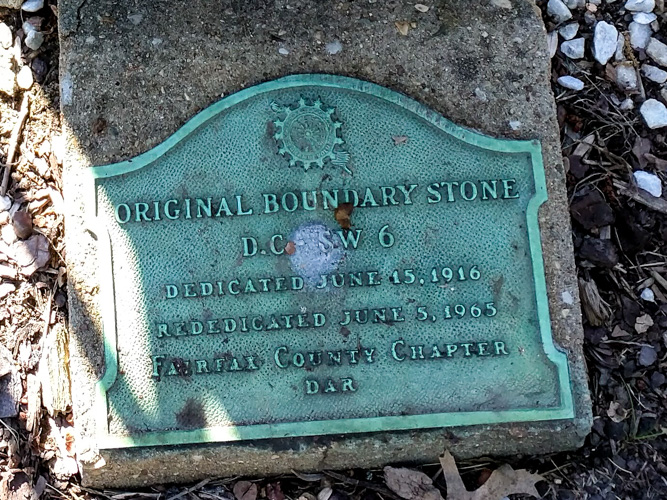 ORIGINAL BOUNDARY STONE
D.C. SW 6
DEDICATED JUNE 15, 1916
REDEDICATED JUNE 5, 1965
FAIRFAX COUNTY CHAPTER
DAR